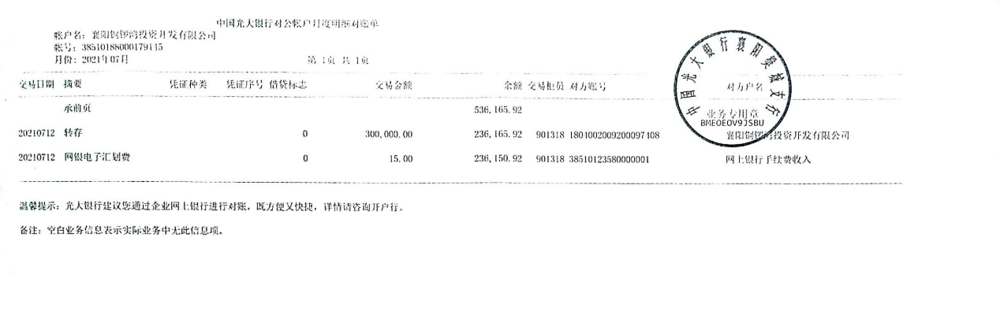 中国光大银行对公帐户月度明细对账单
帐户名：襄阳铜锣湾投资开发有限公司
帐号：38510188000179445
月份：2021年07月 第 1页 共 1页
交易日期 摘要 凭证种类 凭证序号 借贷标志 交易金额 余额 交易柜员 对方账号 对方户名
承前页 536,165.92
20210712 转存 0 300,000.00 236,165.92 901318 1801002009200097408 襄阳铜锣湾投资开发有限公司
20210712 网银电子汇划费 0 15.00 236,150.92 901318 38510123580000001 网上银行手续费收入
中国光大银行襄阳樊城支行
业务专用章
BMEOEOV9JSBU
温馨提示：光大银行建议您通过企业网上银行进行对账，既方便又快捷，详情请咨询开户行。
备注：空白业务信息表示实际业务中无此信息项。